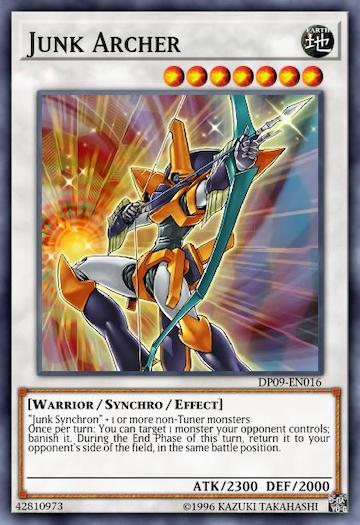 JUNK ARCHER
EARTH
地
DP09-EN016
[WARRIOR / SYNCHRO / EFFECT]
"Junk Synchron" + 1 or more non-Tuner monsters
Once per turn: You can target 1 monster your opponent controls;
banish it. During the End Phase of this turn, return it to your
opponent's side of the field, in the same battle position.
ATK/2300 DEF/2000
42810973
©1996 KAZUKI TAKAHASHI